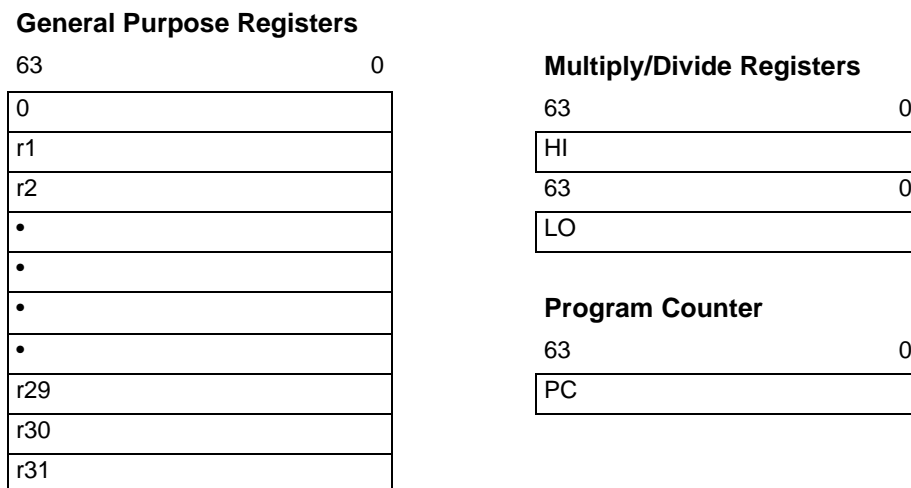 General Purpose Registers
63 0
0
r1
r2
•
•
•
•
r29
r30
r31
Multiply/Divide Registers
63 0
HI
63 0
LO
Program Counter
63 0
PC